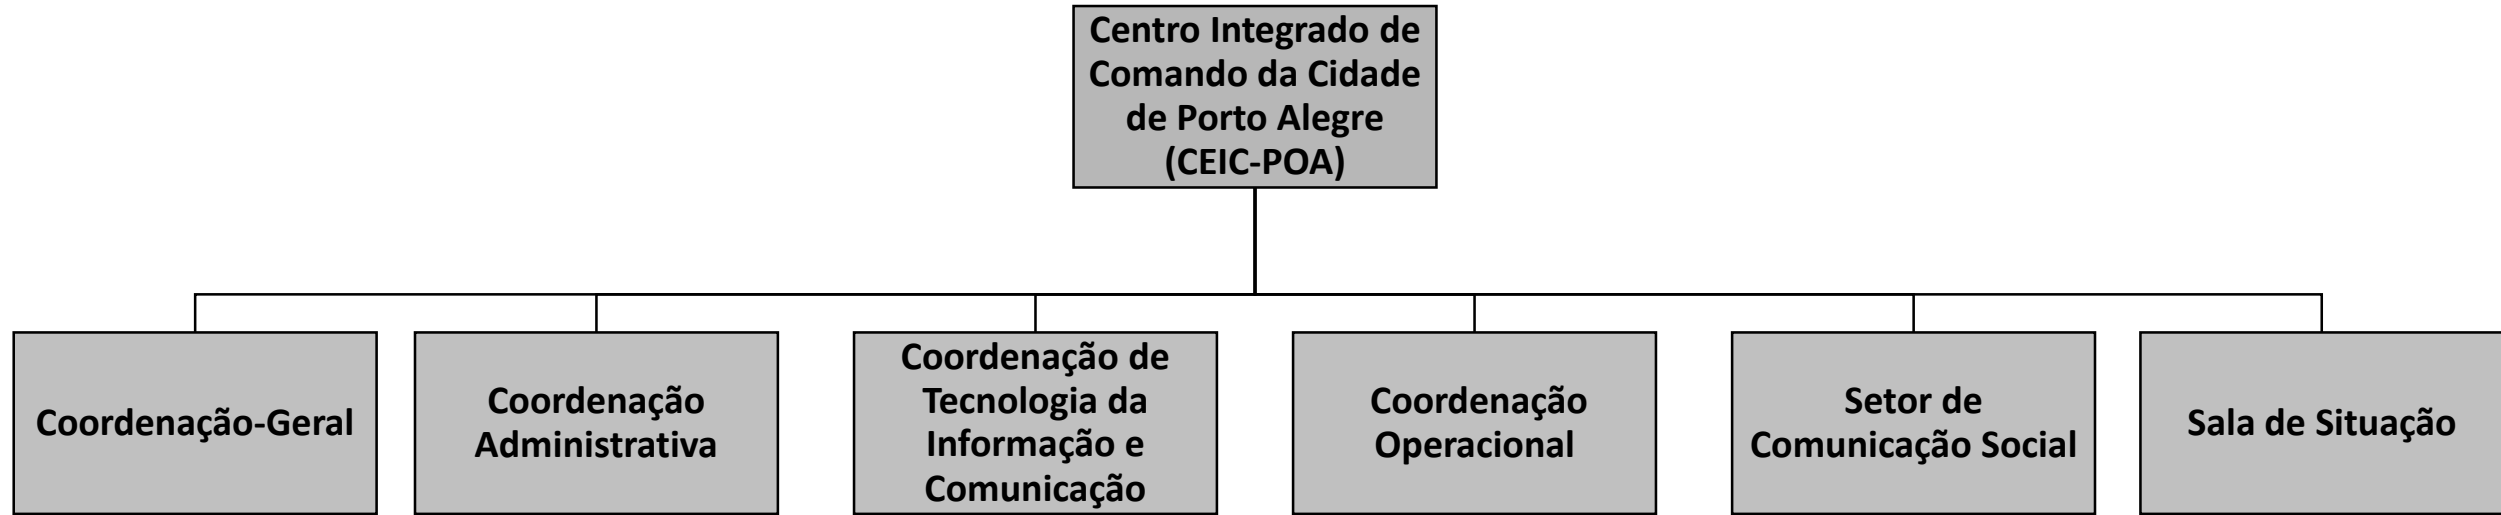 Centro Integrado de
Comando da Cidade
de Porto Alegre
(CEIC-POA)
Coordenação-Geral
Coordenação
Administrativa
Coordenação de
Tecnologia da
Informação e
Comunicação
Coordenação
Operacional
Setor de
Comunicação Social
Sala de Situação